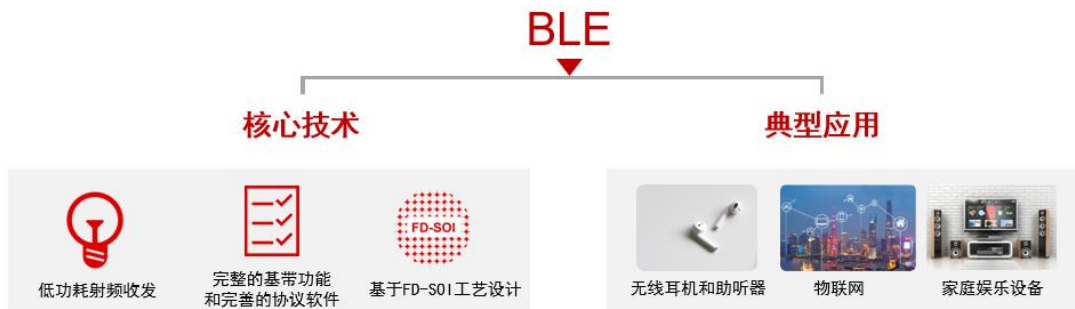 BLE
核心技术
典型应用
FD-SOI
低功耗射频收发
完整的基带功能
和完善的协议软件
基于FD-SOI工艺设计
无线耳机和助听器
物联网
家庭娱乐设备